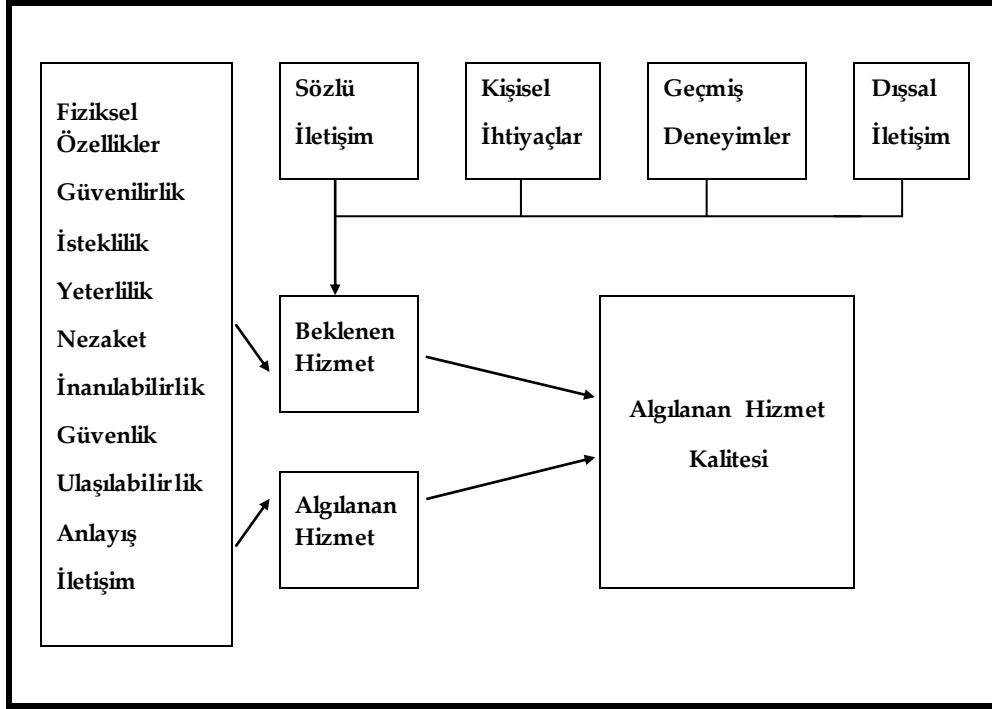 Fiziksel
Özellikler
Güvenilirlik
İsteklilik
Yeterlilik
Nezaket
İnanılabilirlik
Güvenlik
Ulaşılabilirlik
Anlayış
İletişim
Sözlü
İletişim
Kişisel
İhtiyaçlar
Geçmiş
Deneyimler
Dışsal
İletişim
Beklenen
Hizmet
Algılanan
Hizmet
Algılanan Hizmet
Kalitesi